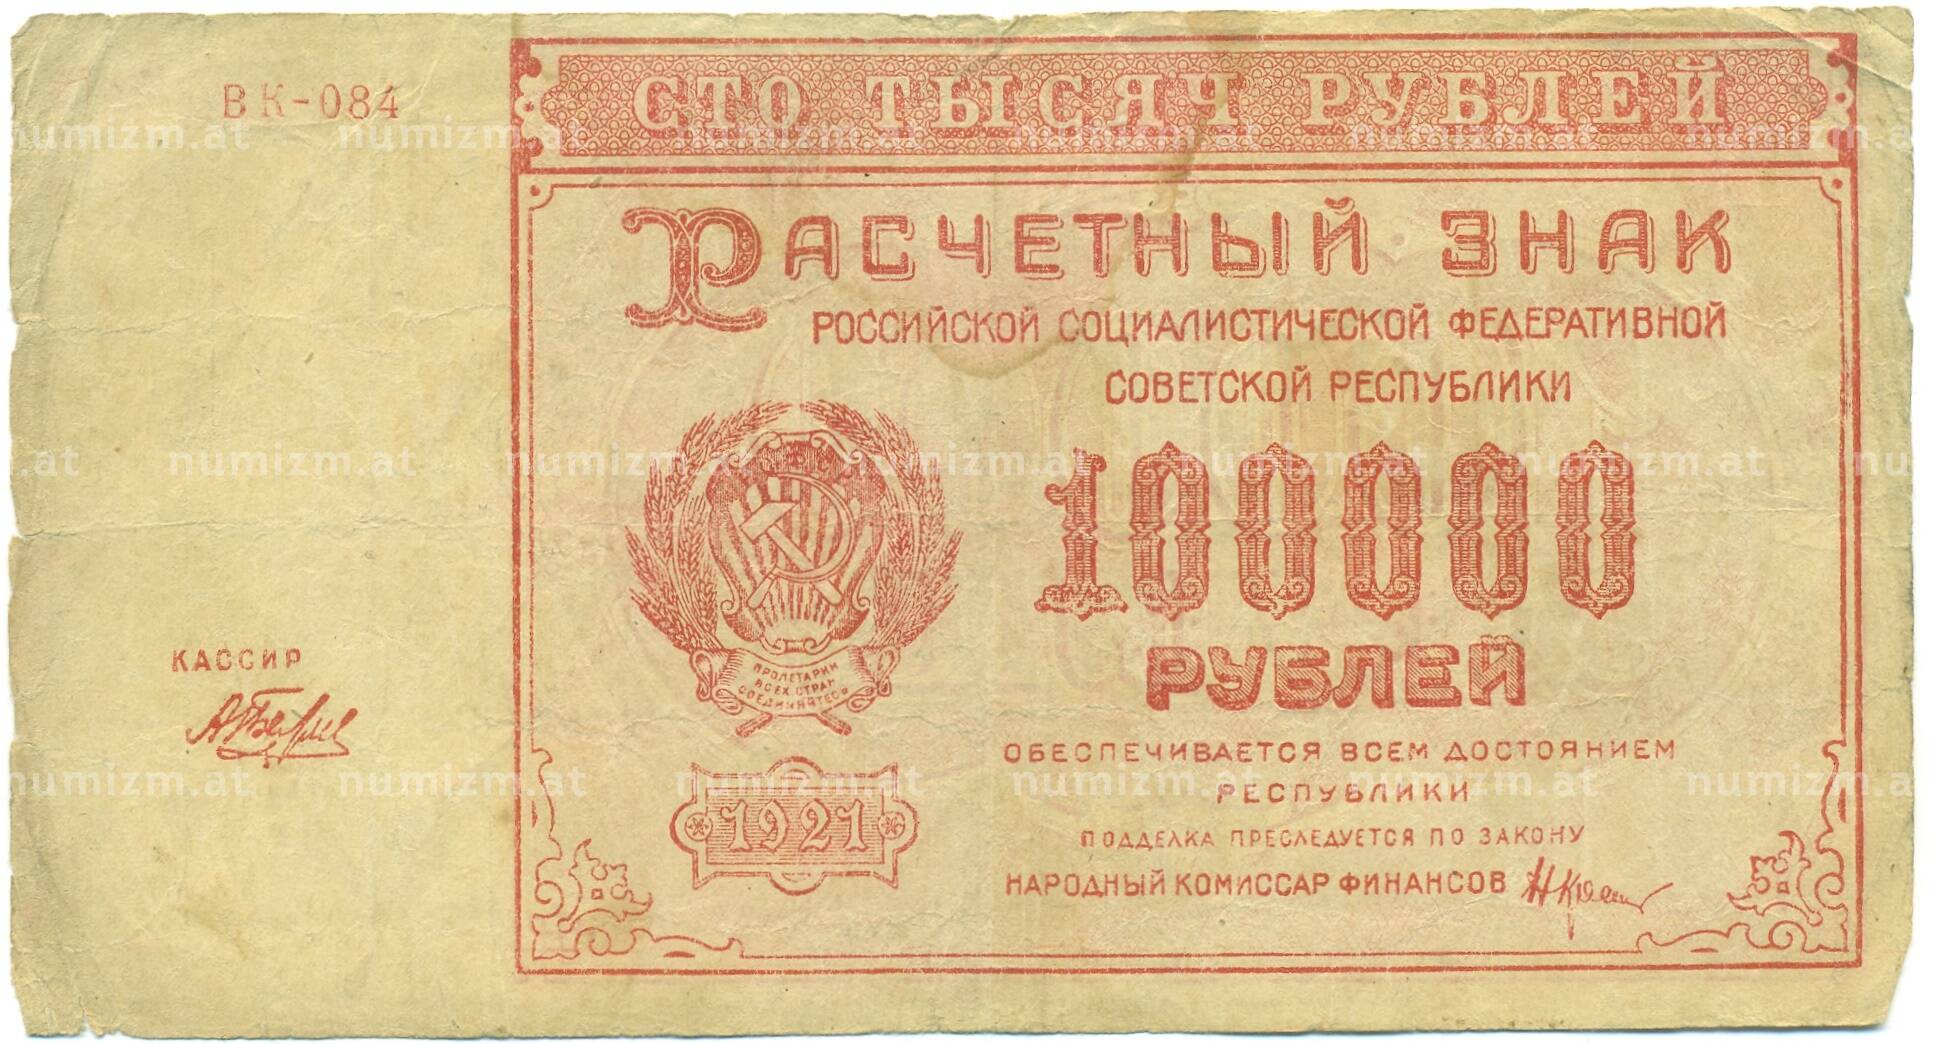 ВК-084
СТО ТЫСЯЧ РУБЛЕЙ
РАСЧЕТНЫЙ ЗНАК
РОССИЙСКОЙ СОЦИАЛИСТИЧЕСКОЙ ФЕДЕРАТИВНОЙ
СОВЕТСКОЙ РЕСПУБЛИКИ
100000
РУБЛЕЙ
КАССИР
ПРОЛЕТАРИИ
ВСЕХ СТРАН
СОЕДИНЯЙТЕСЬ
1921
ОБЕСПЕЧИВАЕТСЯ ВСЕМ ДОСТОЯНИЕМ
РЕСПУБЛИКИ
ПОДДЕЛКА ПРЕСЛЕДУЕТСЯ ПО ЗАКОНУ
НАРОДНЫЙ КОМИССАР ФИНАНСОВ
numizm.at